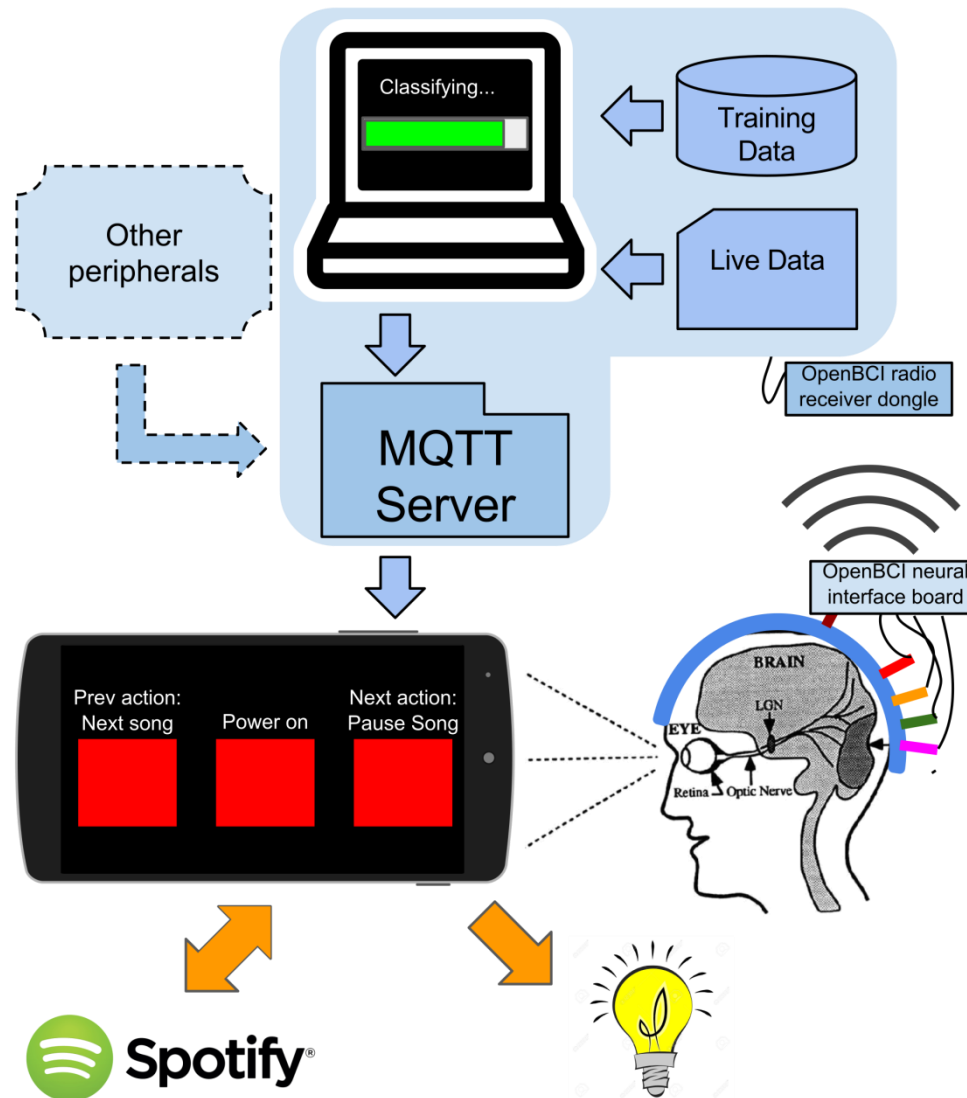 Classifying...
Training
Data
Other
peripherals
Live Data
OpenBCI radio
receiver dongle
MQTT
Server
OpenBCI neural
interface board
Prev action:
Next song
Power on
Next action:
Pause Song
BRAIN
LGN
EYE
Retina
Optic Nerve
Spotify®